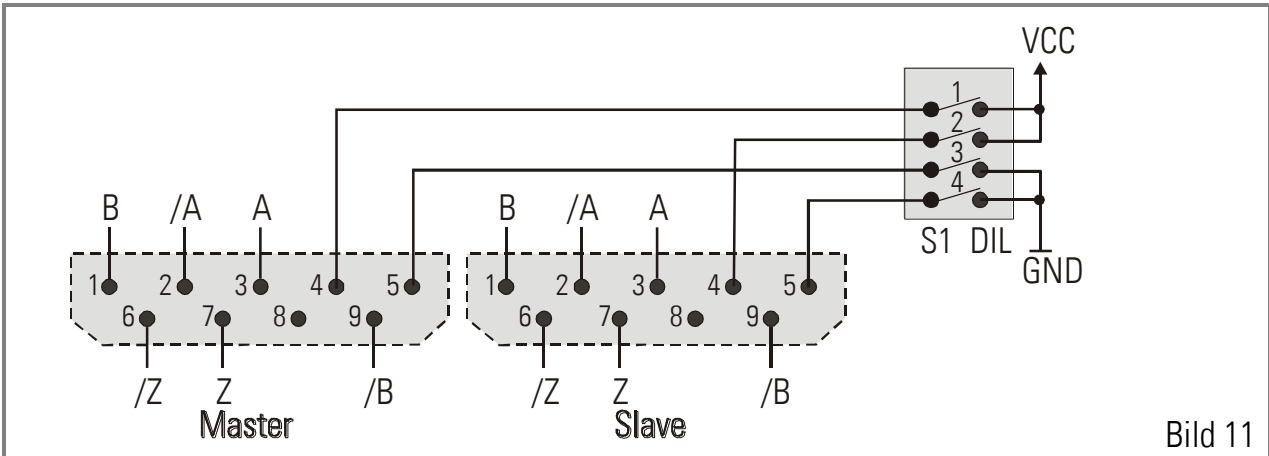 VCC
1
2
3
4
S1 DIL
GND
B /A A
B /A A
1 2 3 4 5
6 7 8 9
1 2 3 4 5
6 7 8 9
/Z Z /B
/Z Z /B
Master
Slave
Bild 11